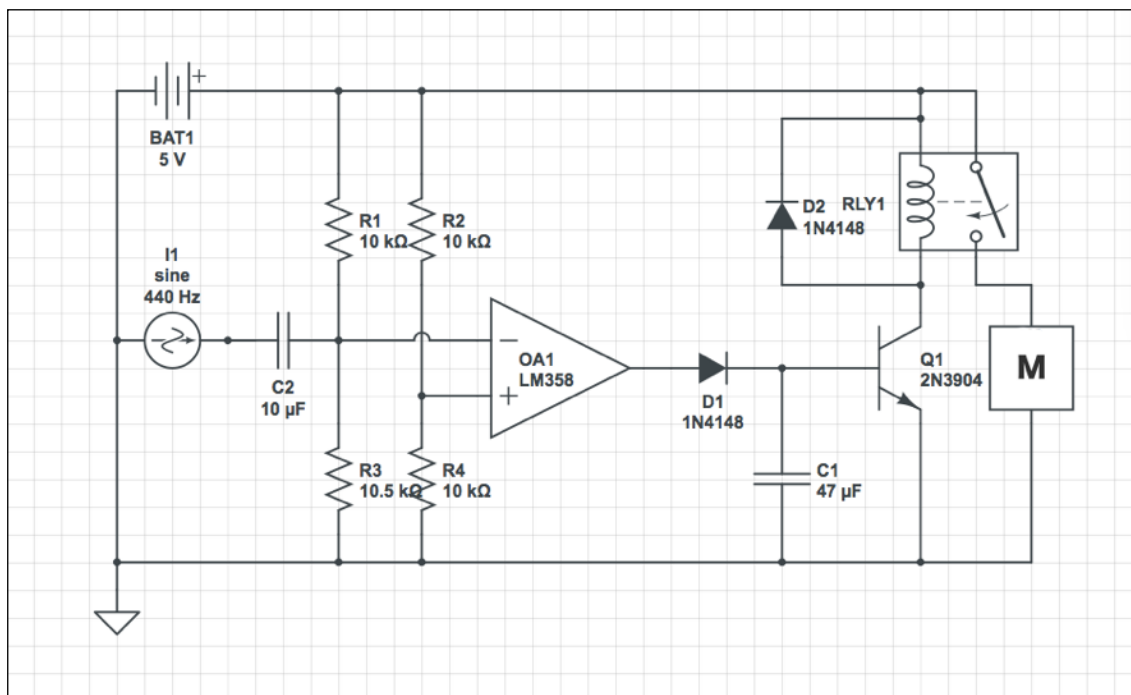 +
BAT1
5 V
R1
10 kΩ
R2
10 kΩ
D2
1N4148
RLY1
I1
sine
440 Hz
C2
10 µF
−
+
OA1
LM358
D1
1N4148
Q1
2N3904
M
R3
10.5 kΩ
R4
10 kΩ
C1
47 µF